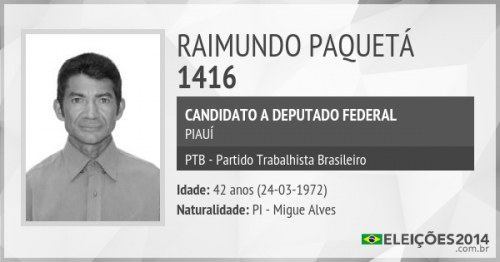 RAIMUNDO PAQUETÁ
1416
CANDIDATO A DEPUTADO FEDERAL
PIAUÍ
PTB - Partido Trabalhista Brasileiro
Idade: 42 anos (24-03-1972)
Naturalidade: PI - Migue Alves
ELEIÇÕES2014
.com.br